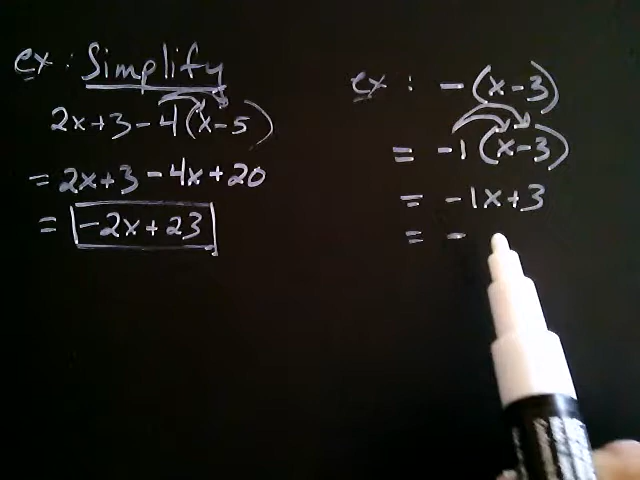 ex: Simplify
2x+3-4(x-5)
=2x+3-4x+20
= -2x+23
ex: -(x-3)
= -1(x-3)
= -1x+3
= -